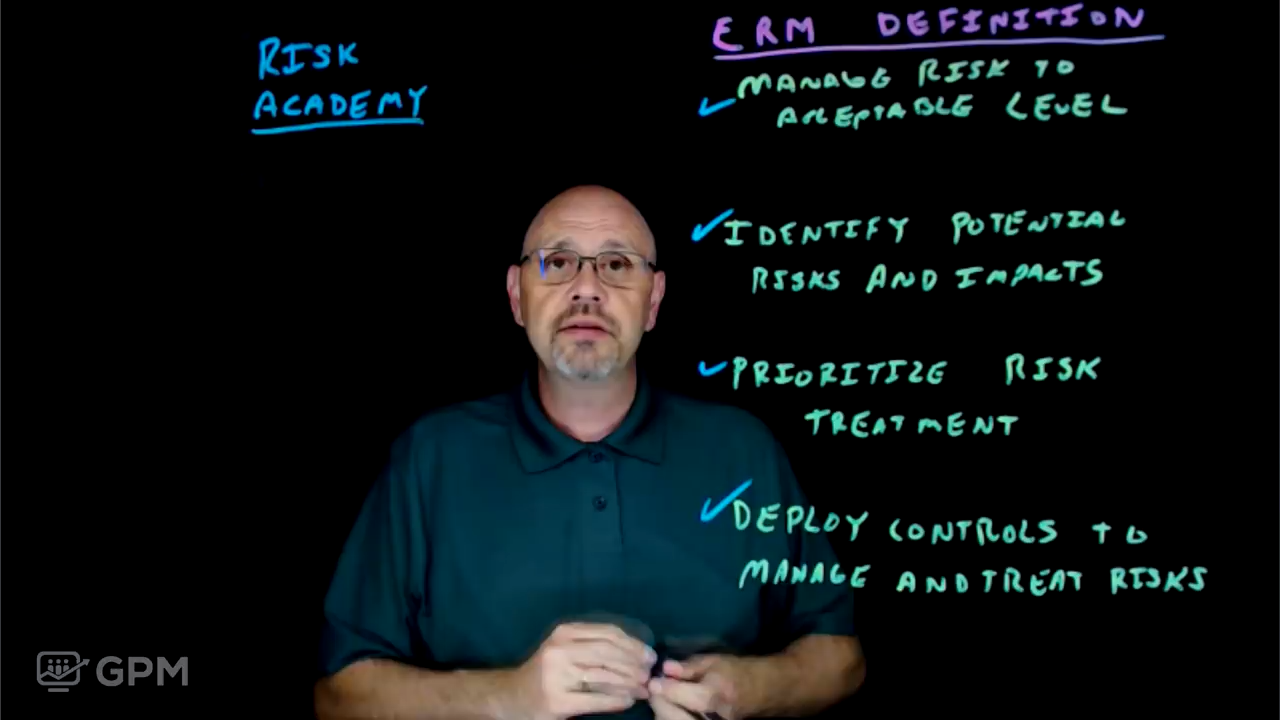 RISK
ACADEMY
ERM DEFINITION
MANAGE RISK TO
ACCEPTABLE LEVEL
IDENTIFY POTENTIAL
RISKS AND IMPACTS
PRIORITIZE RISK
TREATMENT
DEPLOY CONTROLS TO
MANAGE AND TREAT RISKS
GPM